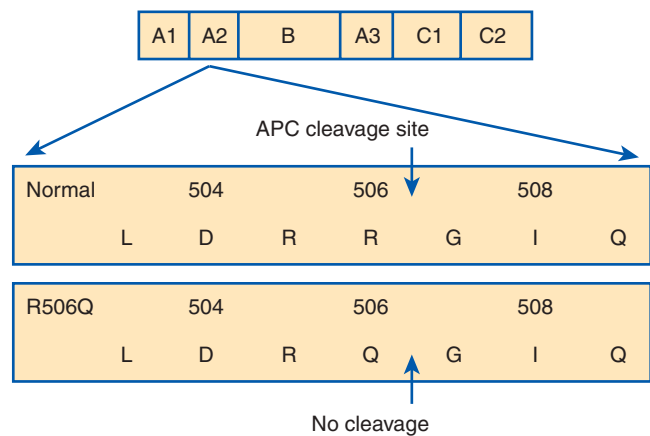 A1 A2 B A3 C1 C2
APC cleavage site
Normal 504 506 508
L D R R G I Q
R506Q 504 506 508
L D R Q G I Q
No cleavage